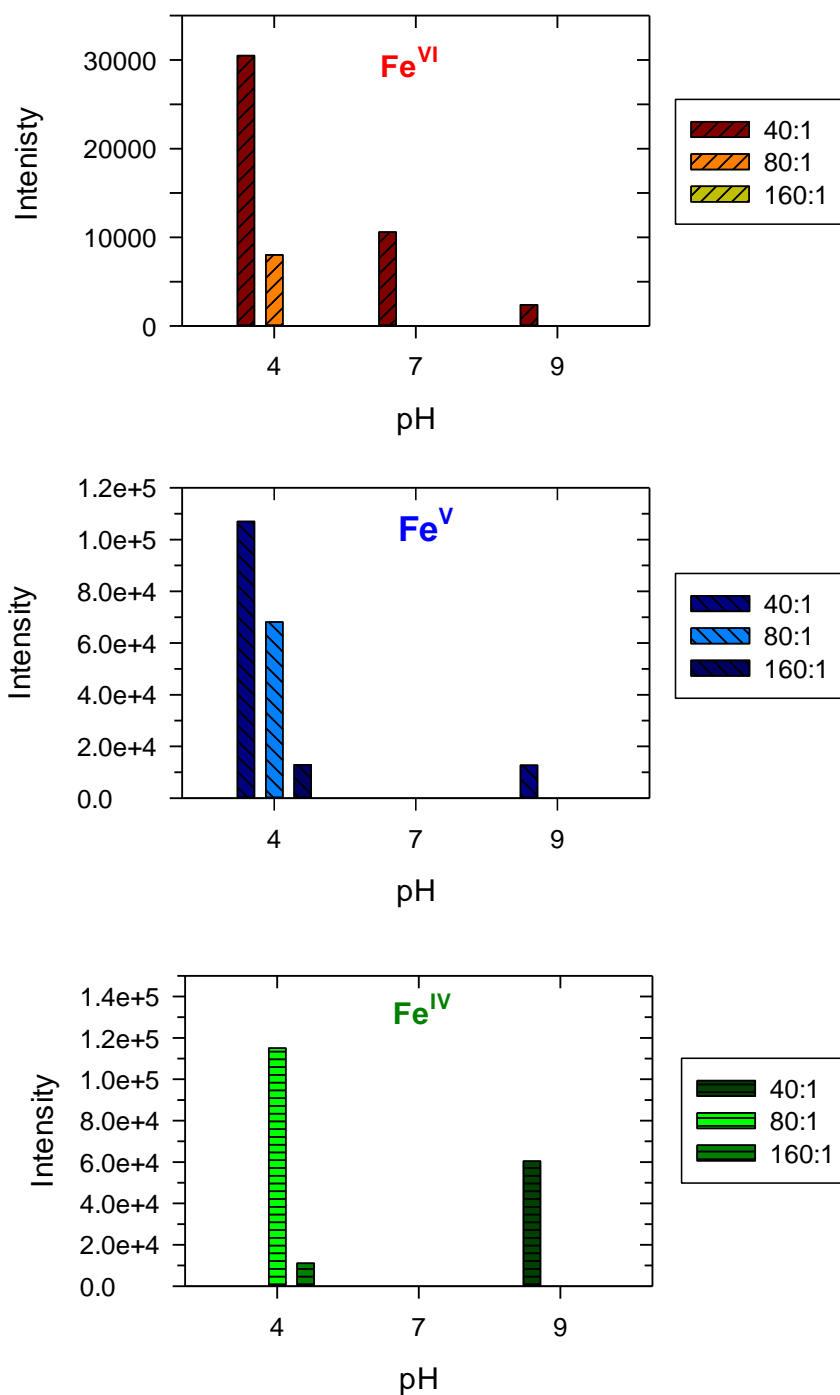 Fe^VI
Intenisty
30000
20000
10000
0
4 7 9
pH
40:1
80:1
160:1
Fe^V
Intensity
1.2e+5
1.0e+5
8.0e+4
6.0e+4
4.0e+4
2.0e+4
0.0
4 7 9
pH
40:1
80:1
160:1
Fe^IV
Intensity
1.4e+5
1.2e+5
1.0e+5
8.0e+4
6.0e+4
4.0e+4
2.0e+4
0.0
4 7 9
pH
40:1
80:1
160:1